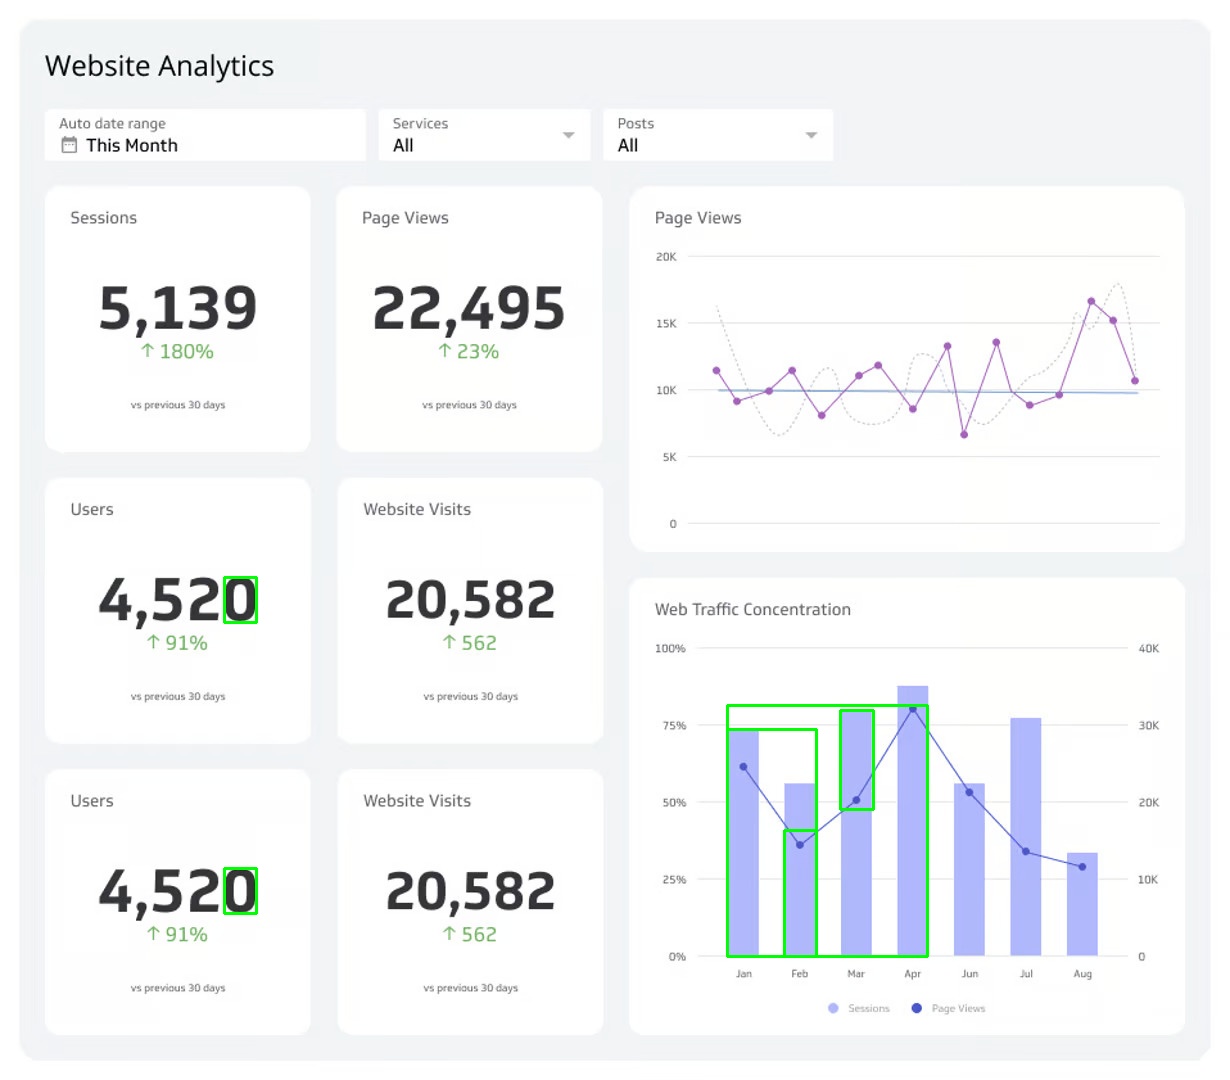 Website Analytics
Auto date range
This Month
Services
All
Posts
All
Sessions
5,139
↑ 180%
vs previous 30 days
Page Views
22,495
↑ 23%
vs previous 30 days
Page Views
20K
15K
10K
5K
0
Users
4,520
↑ 91%
vs previous 30 days
Website Visits
20,582
↑ 562
vs previous 30 days
Users
4,520
↑ 91%
vs previous 30 days
Website Visits
20,582
↑ 562
vs previous 30 days
Web Traffic Concentration
100% 40K
75% 30K
50% 20K
25% 10K
0% 0
Jan Feb Mar Apr Jun Jul Aug
Sessions Page Views